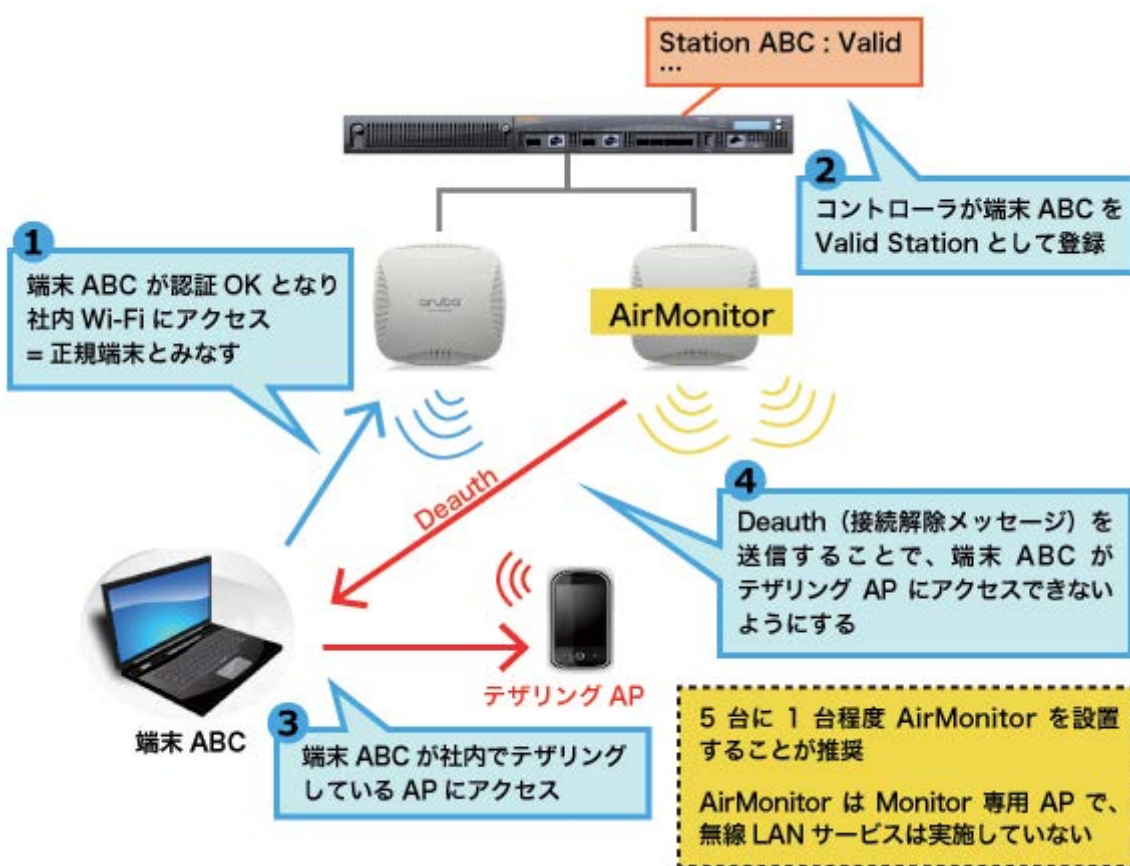 Station ABC : Valid
…
2
コントローラが端末 ABC を
Valid Station として登録
1
端末 ABC が認証 OK となり
社内 Wi-Fi にアクセス
= 正規端末とみなす
aruba
AirMonitor
Deauth
4
Deauth（接続解除メッセージ）を
送信することで、端末 ABC が
テザリング AP にアクセスできない
ようにする
端末 ABC
テザリング AP
3
端末 ABC が社内でテザリング
している AP にアクセス
5 台に 1 台程度 AirMonitor を設置
することが推奨
AirMonitor は Monitor 専用 AP で、
無線 LAN サービスは実施していない